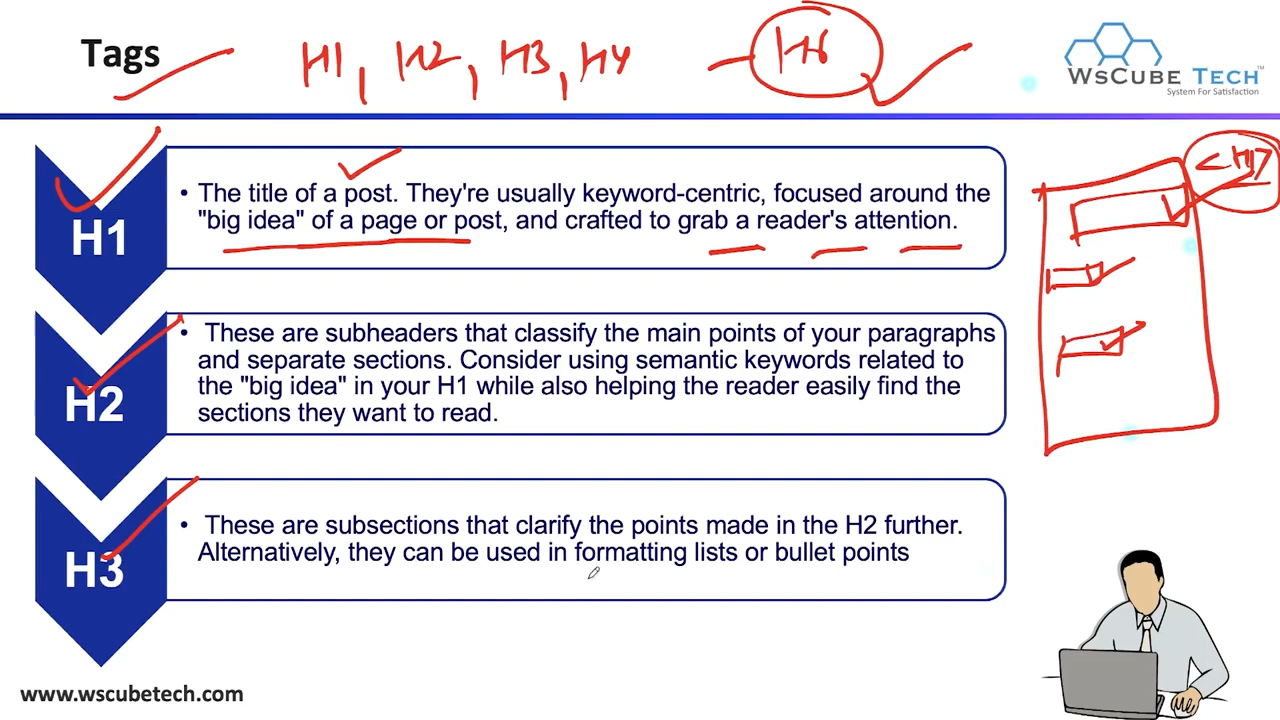 Tags
H1, H2, H3, H4 - H6
WsCube Tech™
System For Satisfaction
<H1>
H1
• The title of a post. They're usually keyword-centric, focused around the
"big idea" of a page or post, and crafted to grab a reader's attention.
H2
• These are subheaders that classify the main points of your paragraphs
and separate sections. Consider using semantic keywords related to
the "big idea" in your H1 while also helping the reader easily find the
sections they want to read.
H3
• These are subsections that clarify the points made in the H2 further.
Alternatively, they can be used in formatting lists or bullet points
www.wscubetech.com